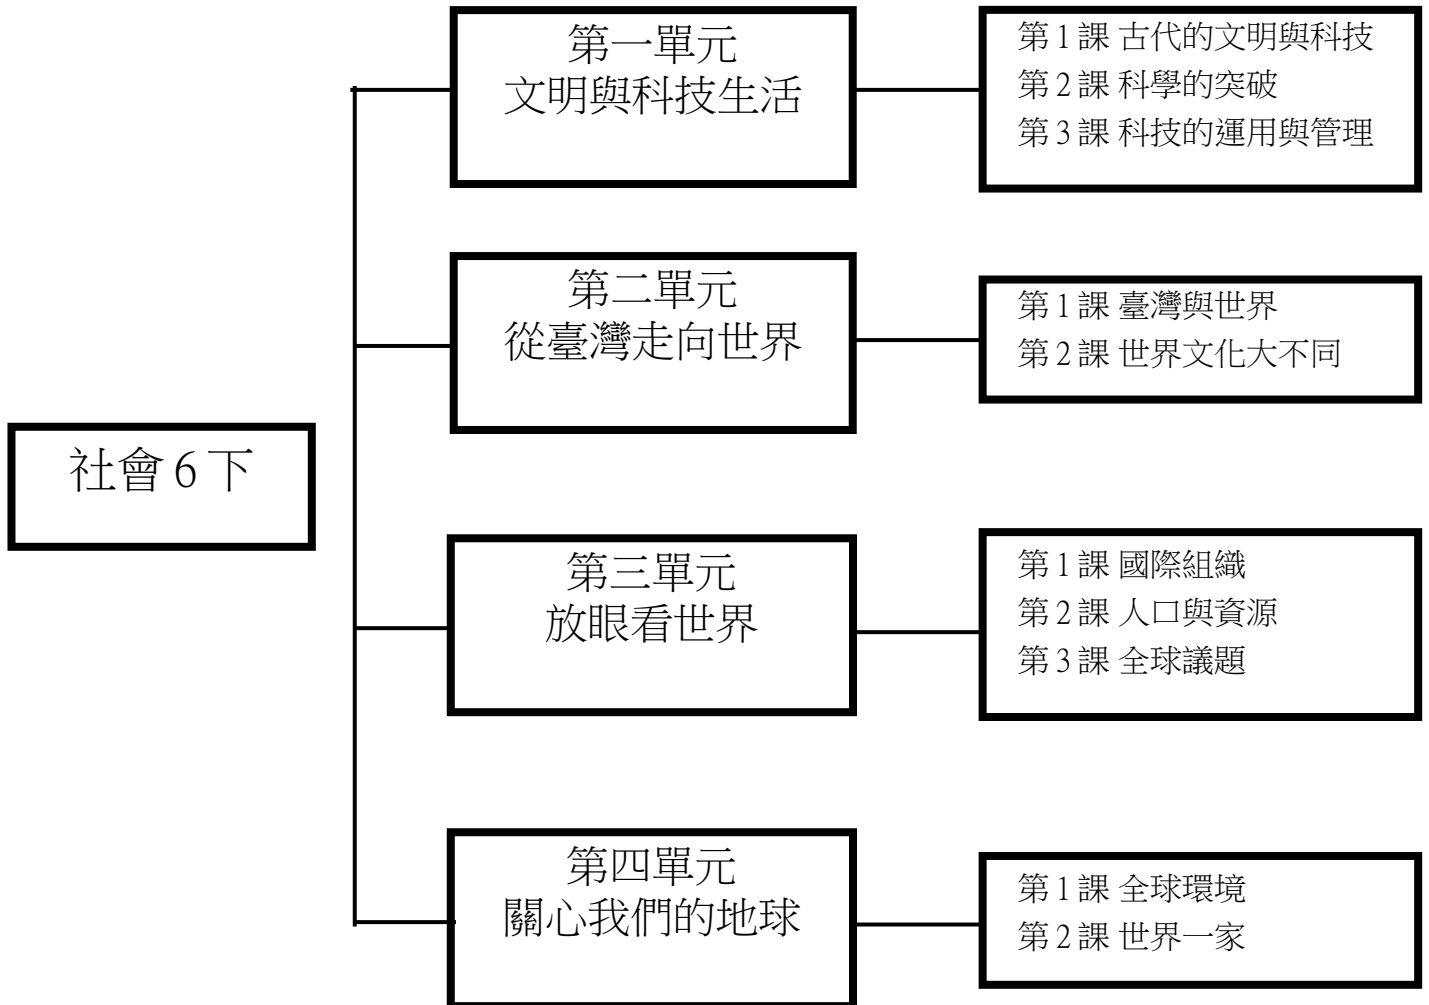 社會6下
第一單元
文明與科技生活
第1課 古代的文明與科技
第2課 科學的突破
第3課 科技的運用與管理
第二單元
從臺灣走向世界
第1課 臺灣與世界
第2課 世界文化大不同
第三單元
放眼看世界
第1課 國際組織
第2課 人口與資源
第3課 全球議題
第四單元
關心我們的地球
第1課 全球環境
第2課 世界一家